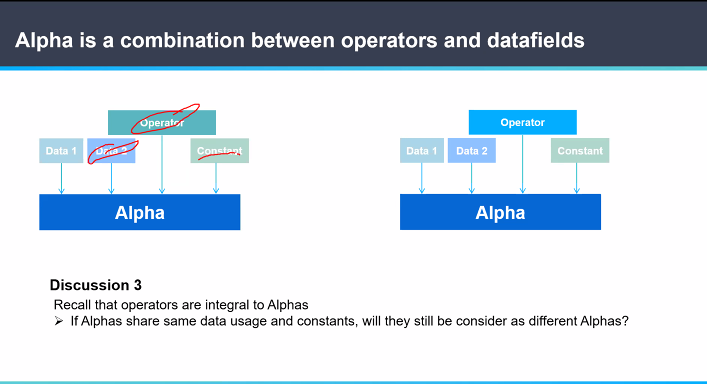 Alpha is a combination between operators and datafields
Operator
Data 1
Data 2
Constant
Alpha
Operator
Data 1
Data 2
Constant
Alpha
Discussion 3
Recall that operators are integral to Alphas
➢ If Alphas share same data usage and constants, will they still be consider as different Alphas?